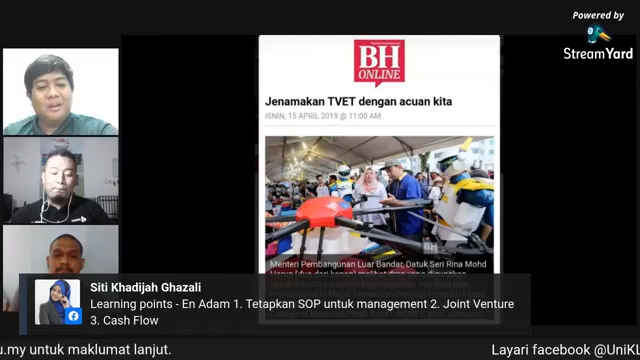 Powered by
StreamYard
BH
ONLINE
Jenamakan TVET dengan acuan kita
ISNIN, 15 APRIL 2019 @ 11:00 AM
BH
Menteri Pembangunan Luar Bandar, Datuk Seri Rina Mohd
Siti Khadijah Ghazali
Learning points - En Adam 1. Tetapkan SOP untuk management 2. Joint Venture
3. Cash Flow
u.my untuk maklumat lanjut.
Layari facebook @UniKL